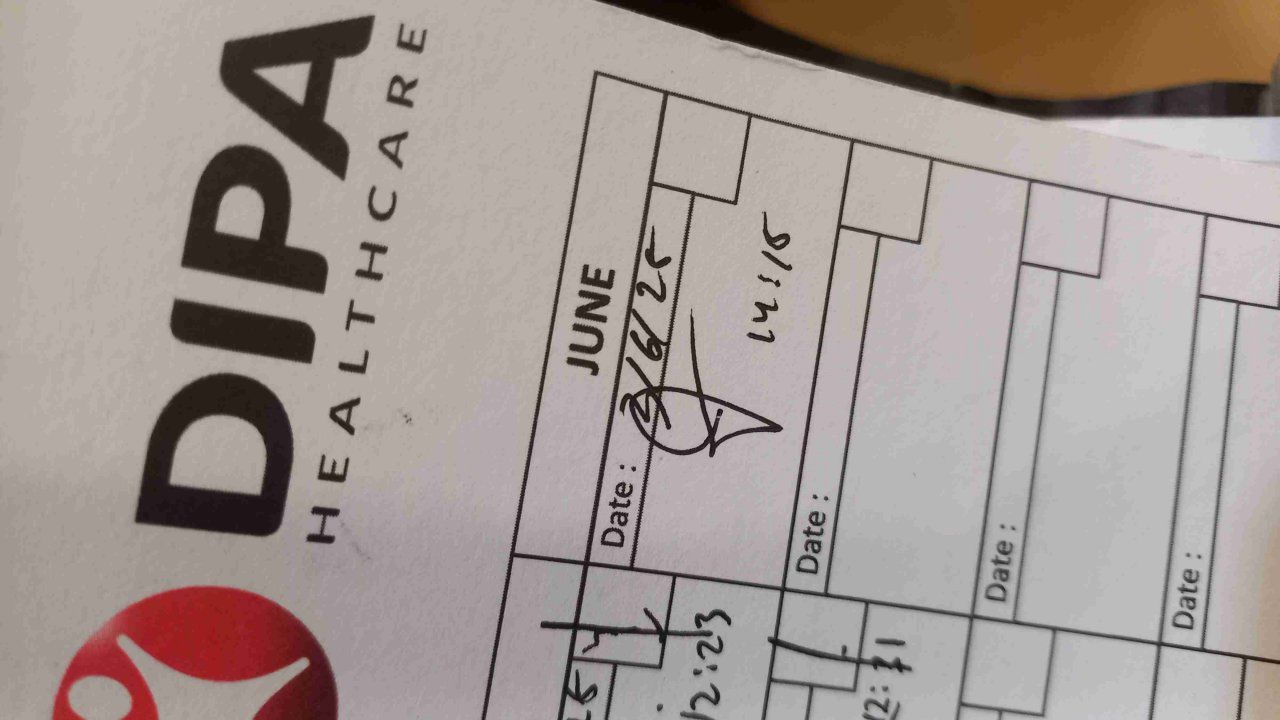 DIPA
HEALTHCARE
JUNE
Date : 3/6/25
14:15
Date :
Date :
Date :
12:23